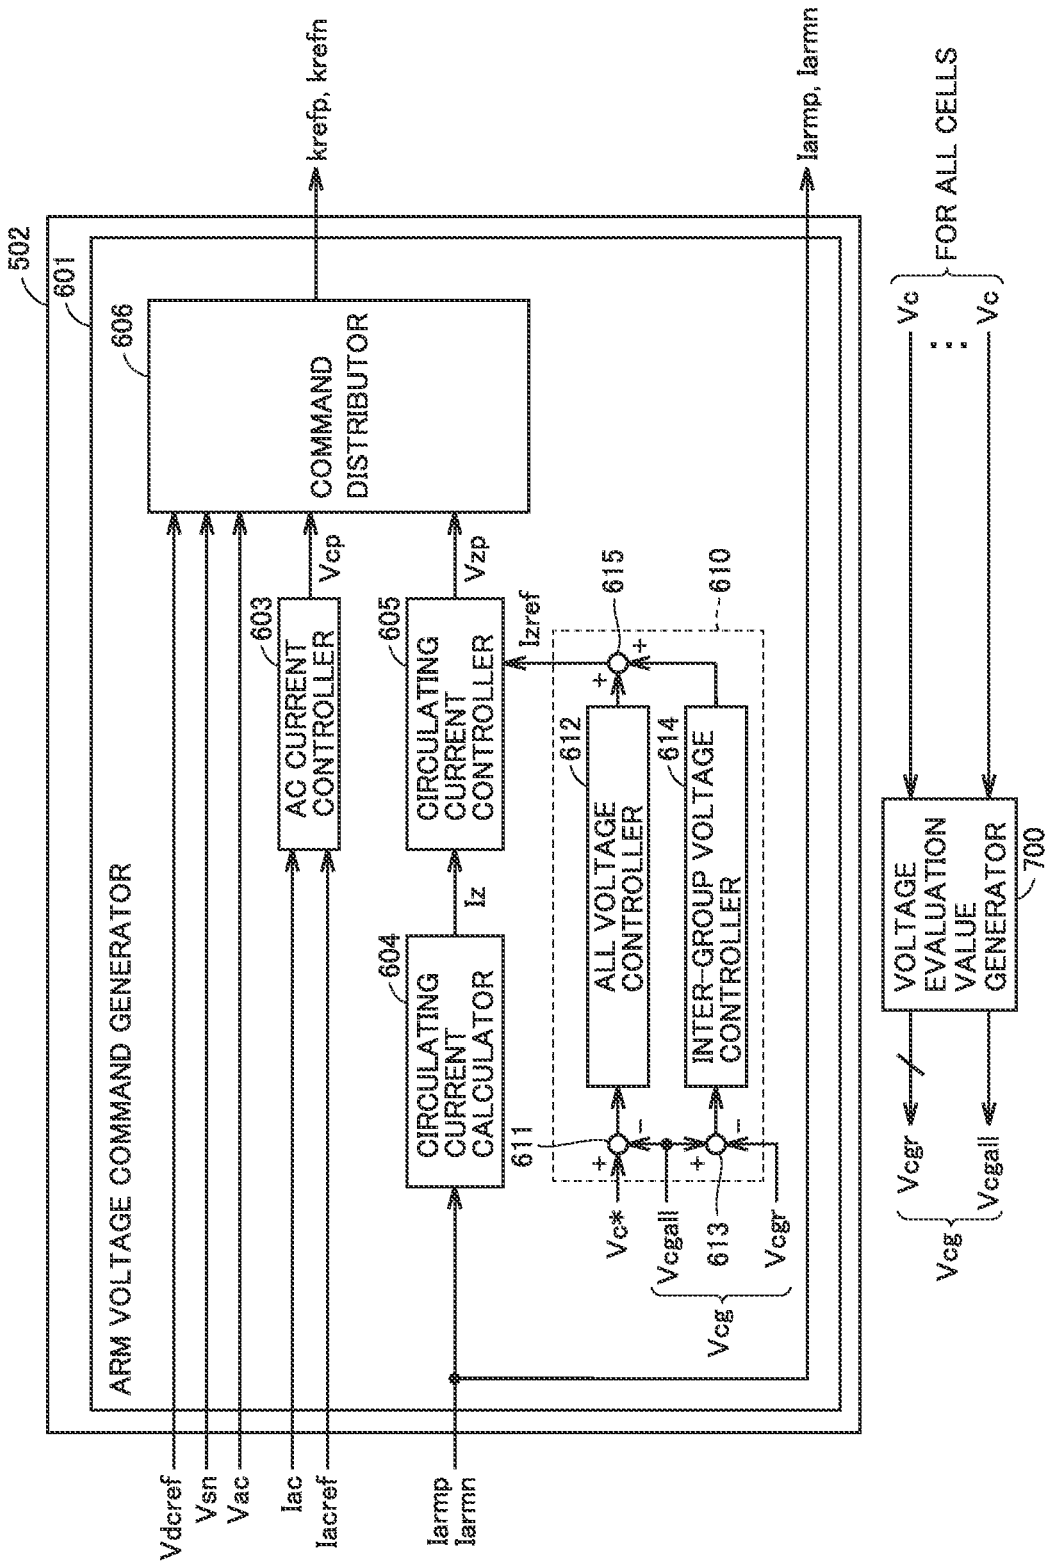 502
601
ARM VOLTAGE COMMAND GENERATOR
606
COMMAND
DISTRIBUTOR
krefp, krefn
Vdcref
Vsn
Vac
Iac
Iacref
603
AC CURRENT
CONTROLLER
Vcp
Iarmp
Iarmn
604
CIRCULATING
CURRENT
CALCULATOR
Iz
605
CIRCULATING
CURRENT
CONTROLLER
Vzp
Izref
611
+
-
Vc*
612
ALL VOLTAGE
CONTROLLER
+
+
615
Vcgall
613
+
-
Vcgr
Vcg
614
INTER-GROUP VOLTAGE
CONTROLLER
610
Iarmp, Iarmn
Vcgr
Vcgall
Vcg
VOLTAGE
EVALUATION
VALUE
GENERATOR
700
Vc
Vc
FOR ALL CELLS